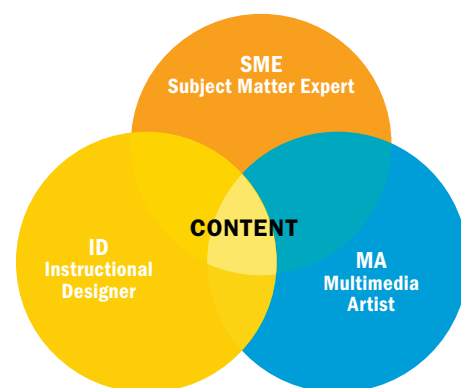 SME
Subject Matter Expert
CONTENT
ID
Instructional
Designer
MA
Multimedia
Artist